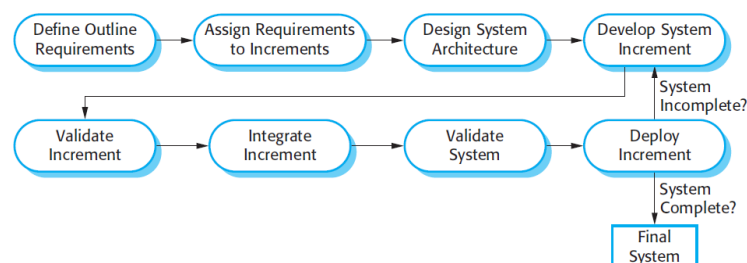 Define Outline
Requirements
Assign Requirements
to Increments
Design System
Architecture
Develop System
Increment
System
Incomplete?
Validate
Increment
Integrate
Increment
Validate
System
Deploy
Increment
System
Complete?
Final
System